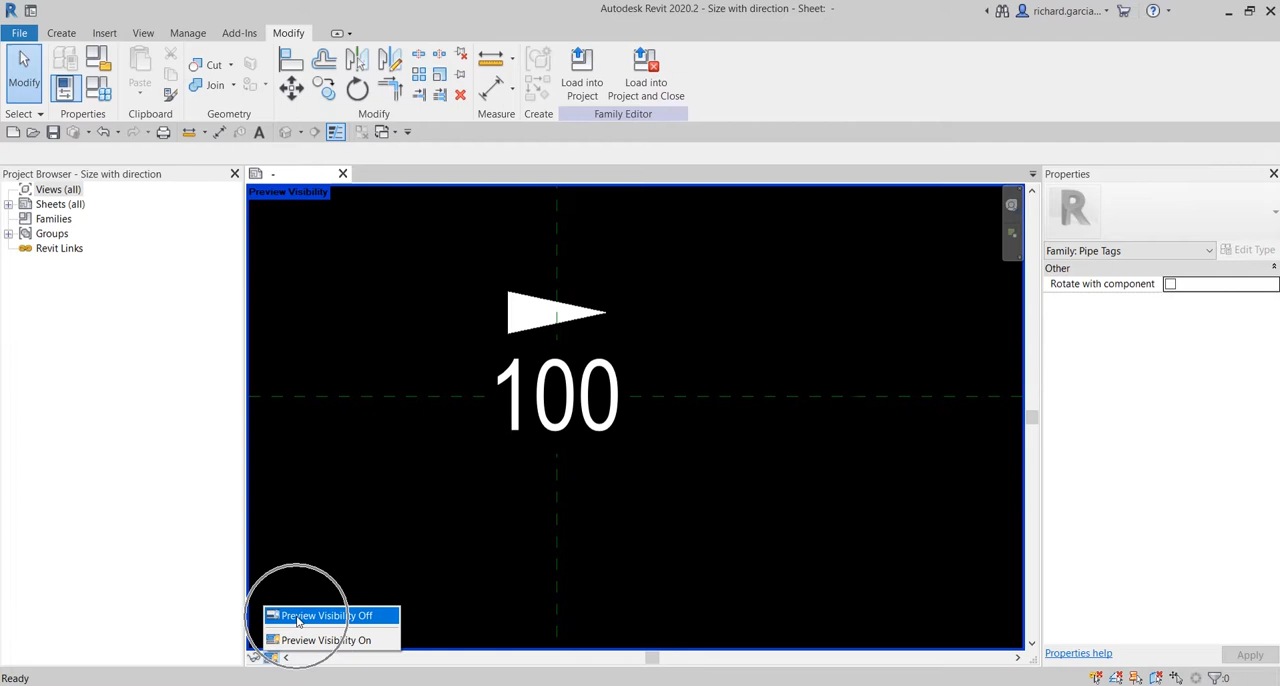 Autodesk Revit 2020.2 - Size with direction - Sheet: -
richard.garcia...
File Create Insert View Manage Add-Ins Modify
Modify
Paste
Cut
Join
Load into Project
Load into Project and Close
Select Properties Clipboard Geometry Modify Measure Create Family Editor
Project Browser - Size with direction
Views (all)
Sheets (all)
Families
Groups
Revit Links
-
Preview Visibility
100
Preview Visibility Off
Preview Visibility On
Properties
R
Family: Pipe Tags
Edit Type
Other
Rotate with component
Properties help
Apply
Ready
:0